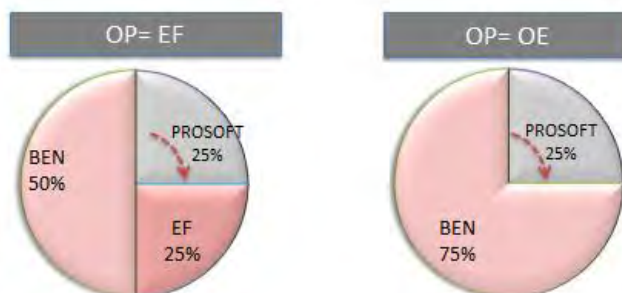 OP= EF
PROSOFT
25%
BEN
50%
EF
25%
OP= OE
PROSOFT
25%
BEN
75%